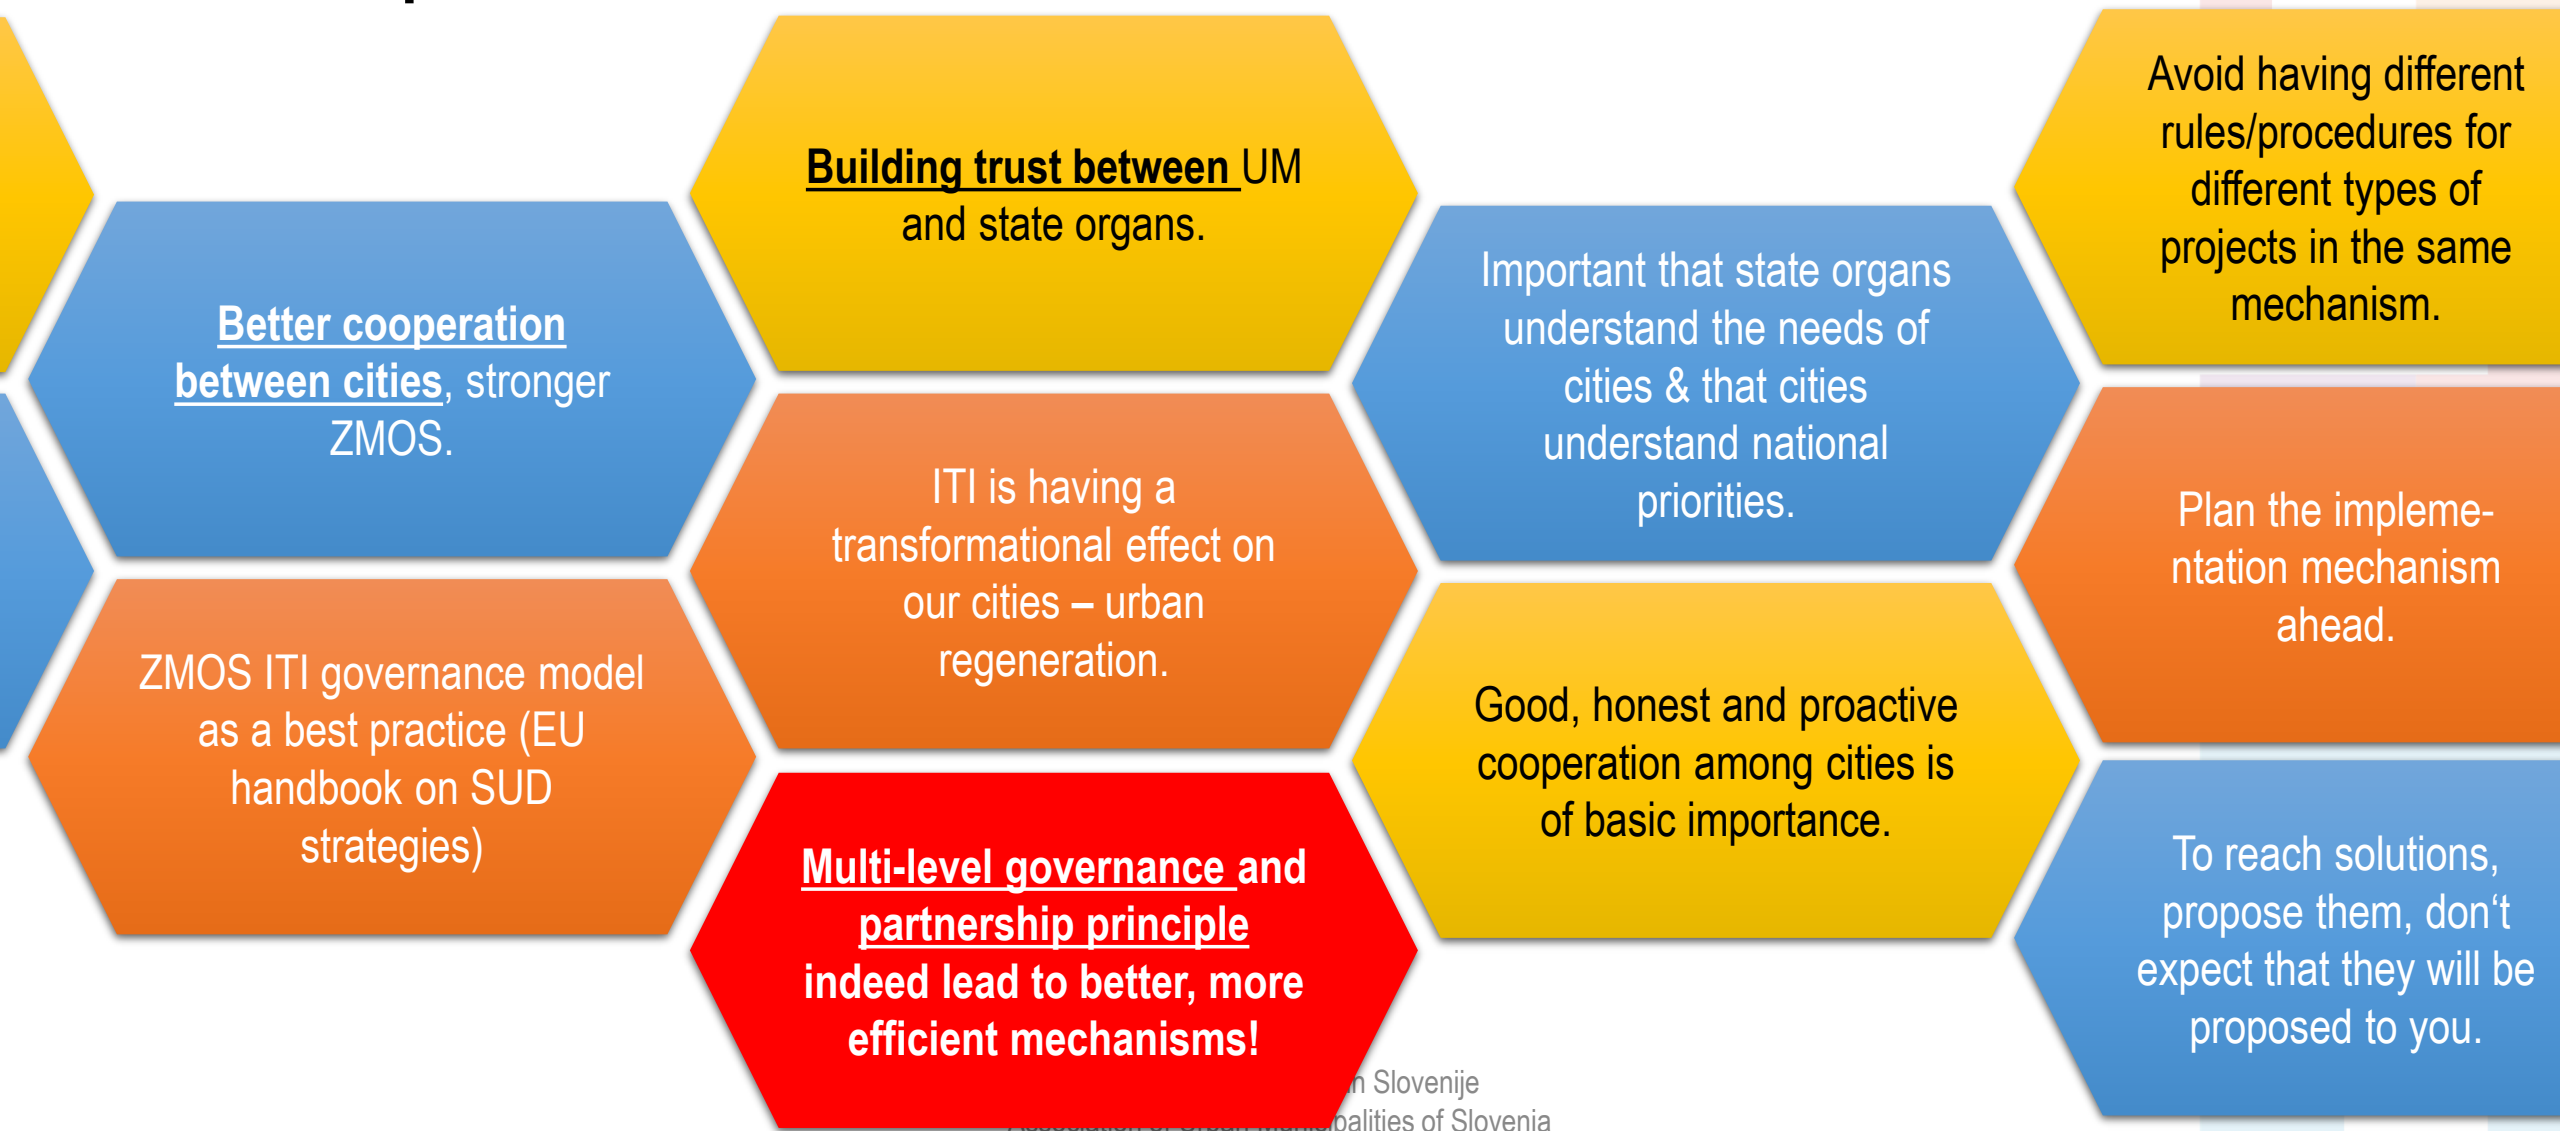 Better cooperation
between cities, stronger
ZMOS.
ZMOS ITI governance model
as a best practice (EU
handbook on SUD
strategies)
Building trust between UM
and state organs.
ITI is having a
transformational effect on
our cities – urban
regeneration.
Multi-level governance and
partnership principle
indeed lead to better, more
efficient mechanisms!
Important that state organs
understand the needs of
cities & that cities
understand national
priorities.
Good, honest and proactive
cooperation among cities is
of basic importance.
Avoid having different
rules/procedures for
different types of
projects in the same
mechanism.
Plan the impleme-
ntation mechanism
ahead.
To reach solutions,
propose them, don‘t
expect that they will be
proposed to you.
Slovenije
of Slovenia